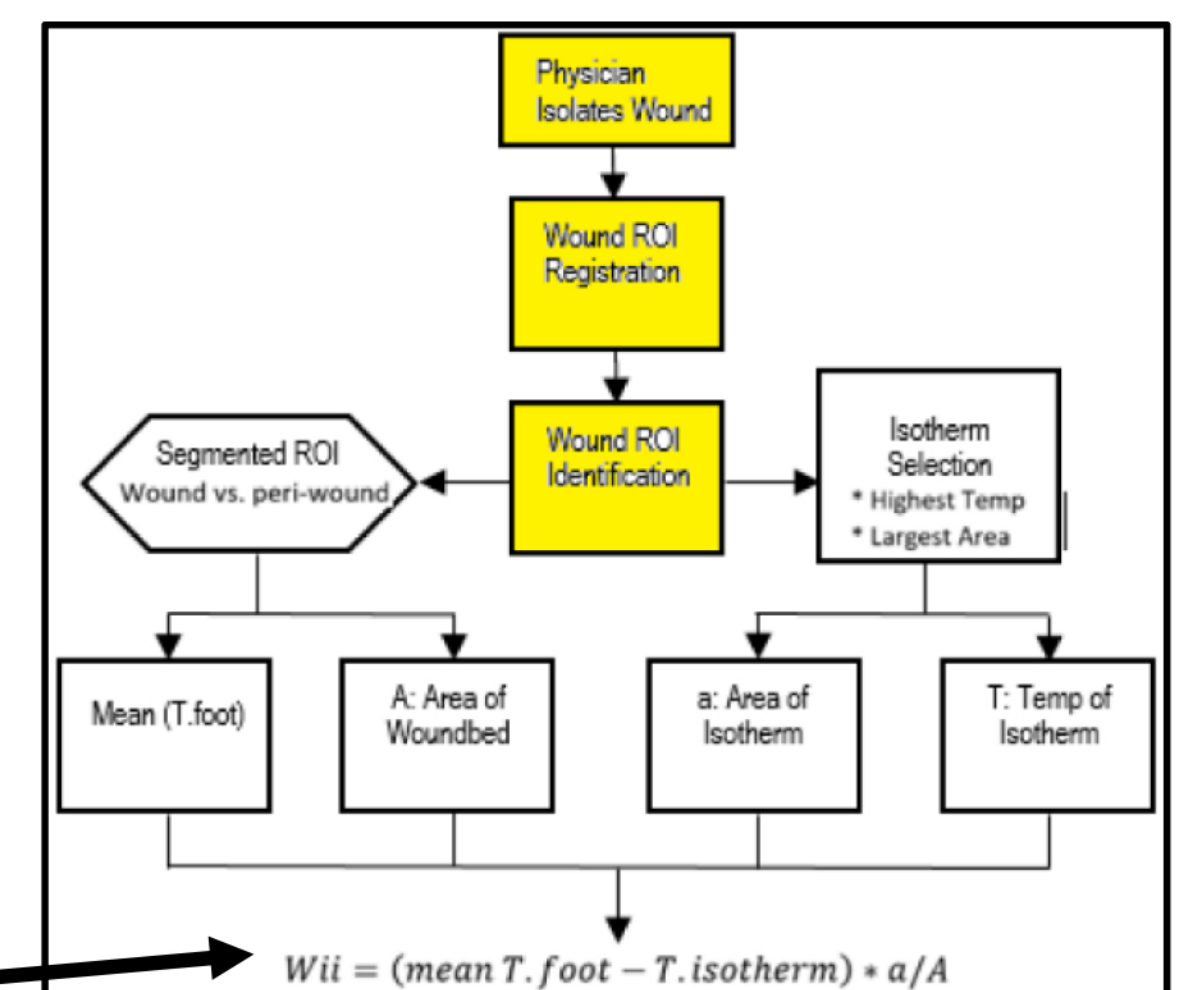 Physician
Isolates Wound
Wound ROI
Registration
Wound ROI
Identification
Segmented ROI
Wound vs. peri-wound
Isotherm
Selection
* Highest Temp
* Largest Area
Mean (T.foot)
A: Area of
Woundbed
a: Area of
Isotherm
T: Temp of
Isotherm
Wii = (mean T.foot − T.isotherm) * a/A